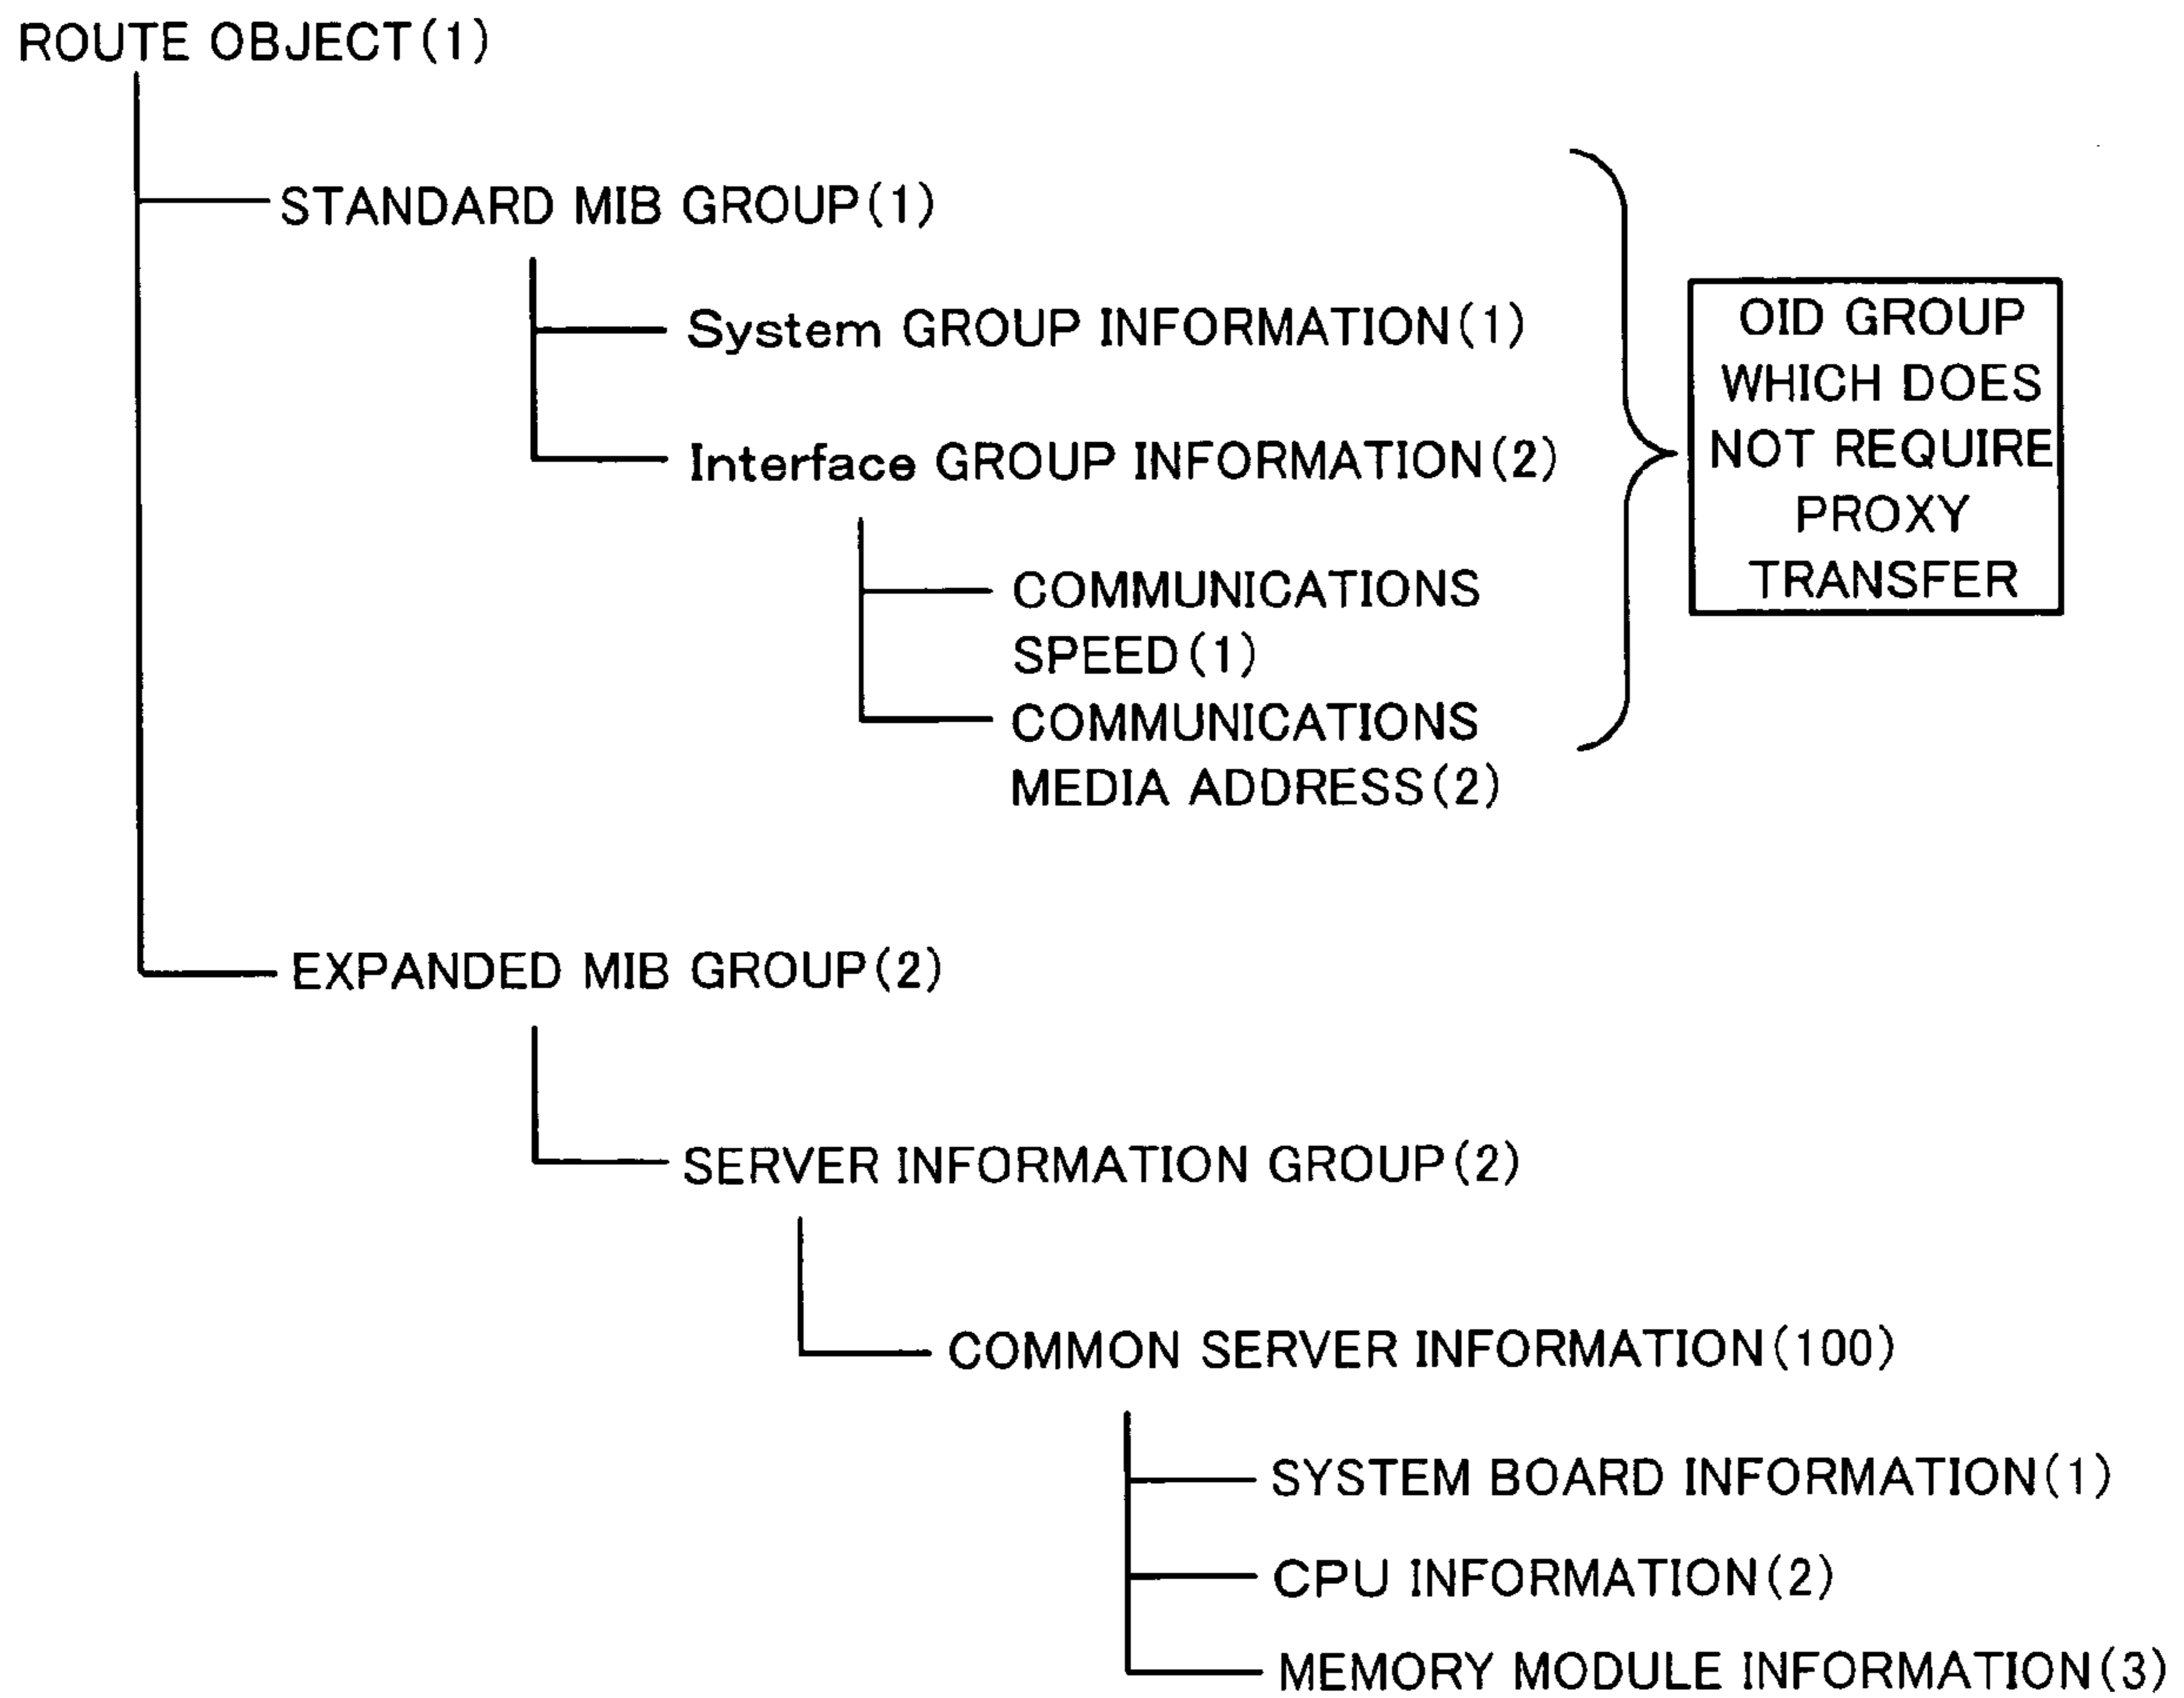 ROUTE OBJECT(1)
STANDARD MIB GROUP(1)
System GROUP INFORMATION(1)
Interface GROUP INFORMATION(2)
COMMUNICATIONS
SPEED(1)
COMMUNICATIONS
MEDIA ADDRESS(2)
OID GROUP
WHICH DOES
NOT REQUIRE
PROXY
TRANSFER
EXPANDED MIB GROUP(2)
SERVER INFORMATION GROUP(2)
COMMON SERVER INFORMATION(100)
SYSTEM BOARD INFORMATION(1)
CPU INFORMATION(2)
MEMORY MODULE INFORMATION(3)